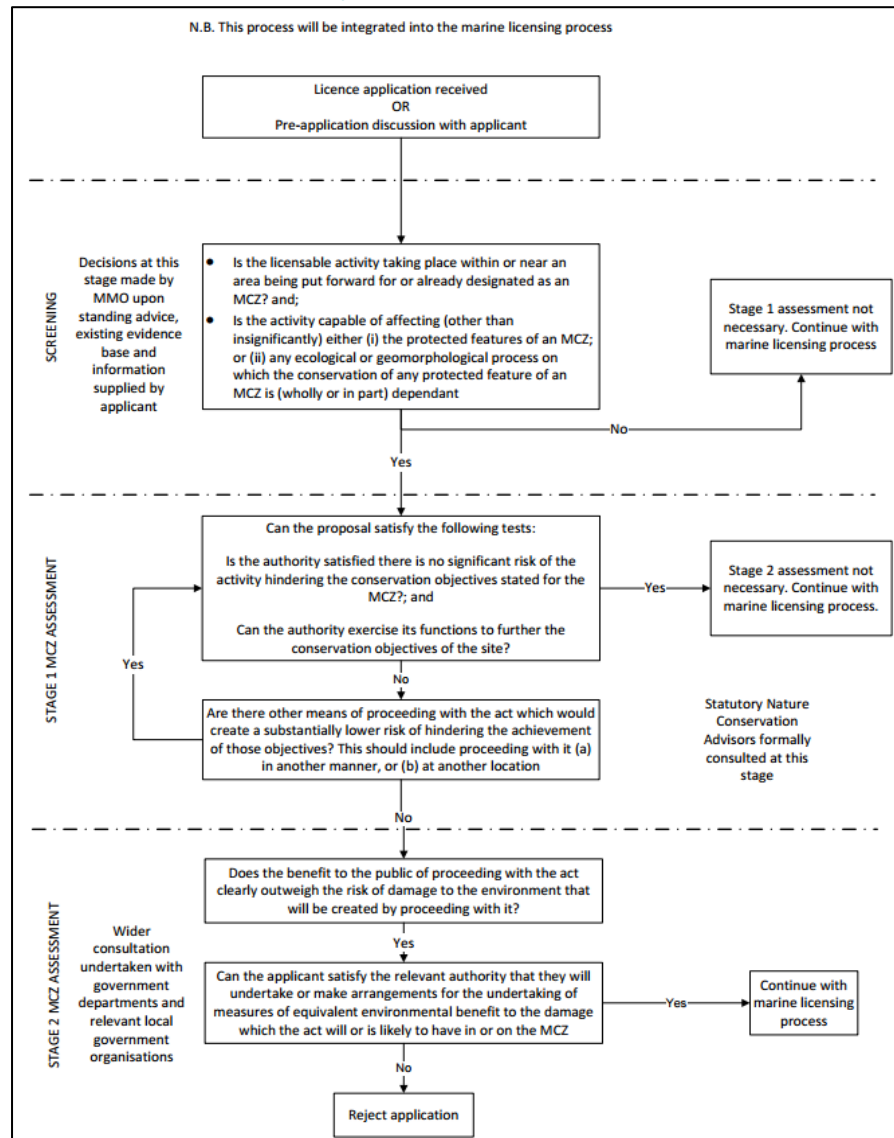 N.B. This process will be integrated into the marine licensing process
Licence application received
OR
Pre-application discussion with applicant
SCREENING
Decisions at this
stage made by
MMO upon
standing advice,
existing evidence
base and
information
supplied by
applicant
● Is the licensable activity taking place within or near an
area being put forward for or already designated as an
MCZ? and;
● Is the activity capable of affecting (other than
insignificantly) either (i) the protected features of an MCZ;
or (ii) any ecological or geomorphological process on
which the conservation of any protected feature of an
MCZ is (wholly or in part) dependant
Stage 1 assessment not
necessary. Continue with
marine licensing process
No
Yes
STAGE 1 MCZ ASSESSMENT
Can the proposal satisfy the following tests:
Is the authority satisfied there is no significant risk of the
activity hindering the conservation objectives stated for the
MCZ?; and
Can the authority exercise its functions to further the
conservation objectives of the site?
Yes
Stage 2 assessment not
necessary. Continue with
marine licensing process.
Yes
No
Are there other means of proceeding with the act which would
create a substantially lower risk of hindering the achievement
of those objectives? This should include proceeding with it (a)
in another manner, or (b) at another location
Statutory Nature
Conservation
Advisors formally
consulted at this
stage
No
STAGE 2 MCZ ASSESSMENT
Wider
consultation
undertaken with
government
departments and
relevant local
government
organisations
Does the benefit to the public of proceeding with the act
clearly outweigh the risk of damage to the environment that
will be created by proceeding with it?
Yes
Can the applicant satisfy the relevant authority that they will
undertake or make arrangements for the undertaking of
measures of equivalent environmental benefit to the damage
which the act will or is likely to have in or on the MCZ
Yes
Continue with
marine licensing
process
No
Reject application